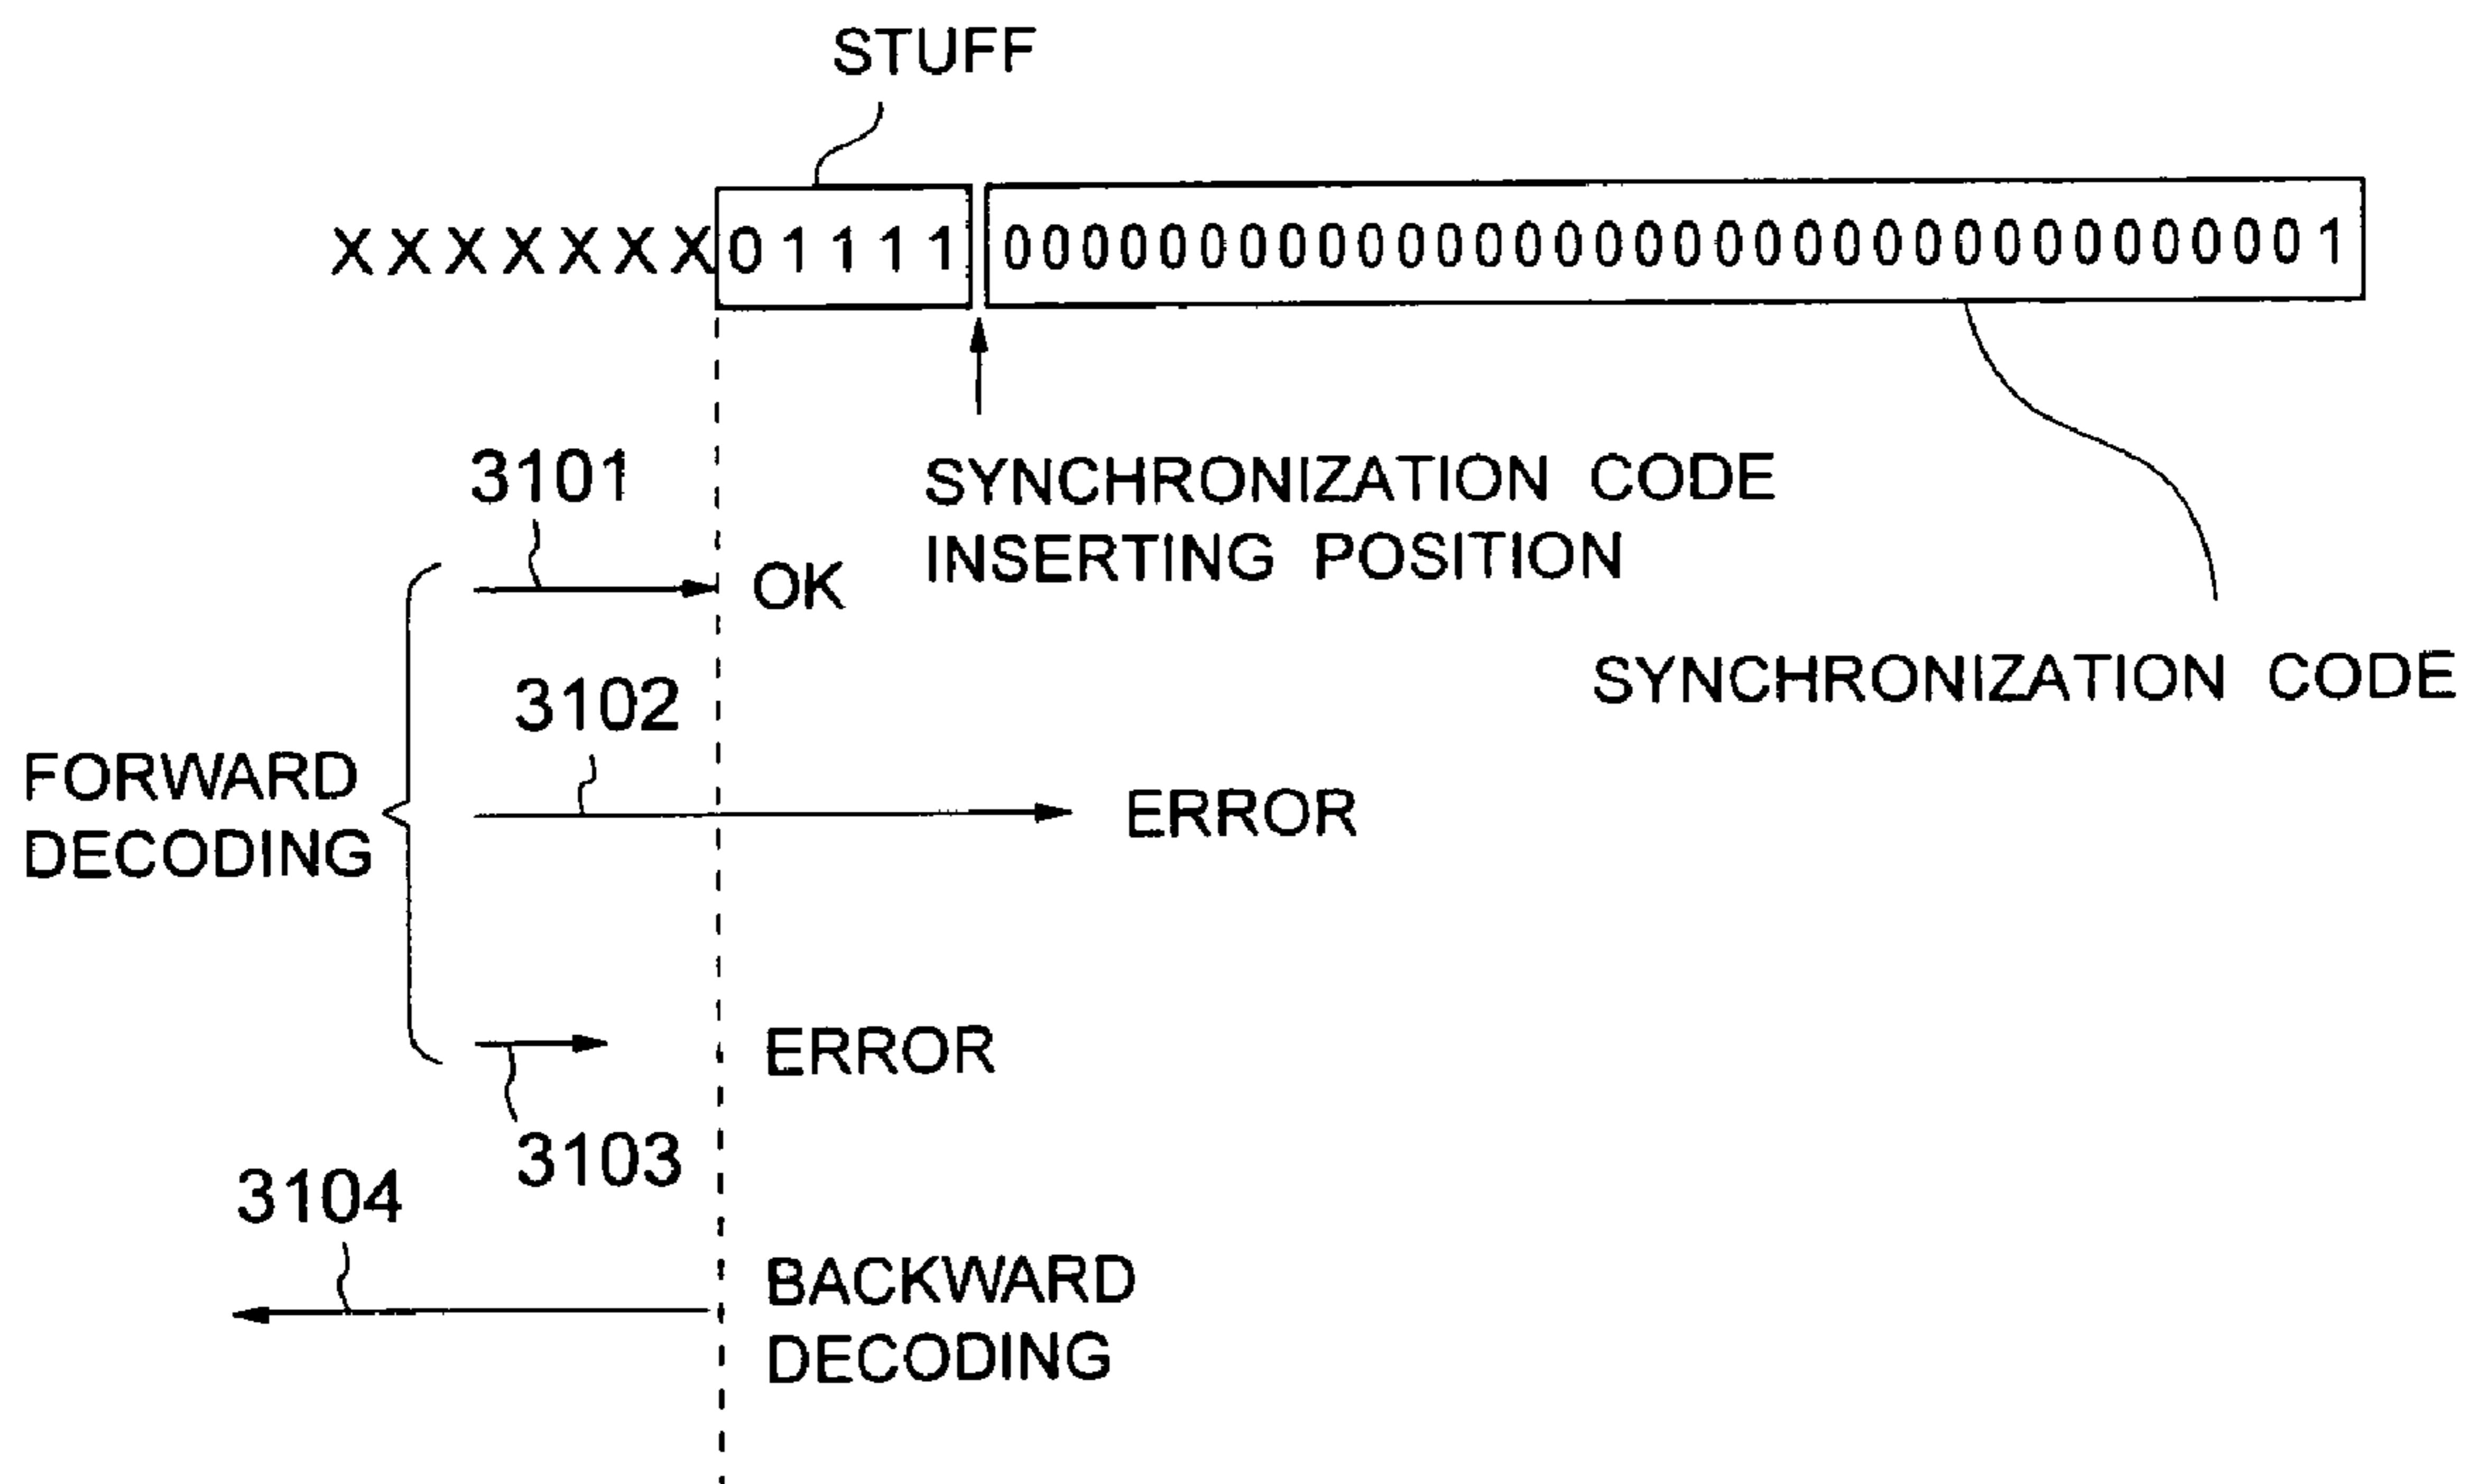 STUFF
XXXXXXX01111 0000000000000000000000000000000001
3101
SYNCHRONIZATION CODE
INSERTING POSITION
OK
SYNCHRONIZATION CODE
3102
FORWARD
DECODING
ERROR
ERROR
3103
3104
BACKWARD
DECODING